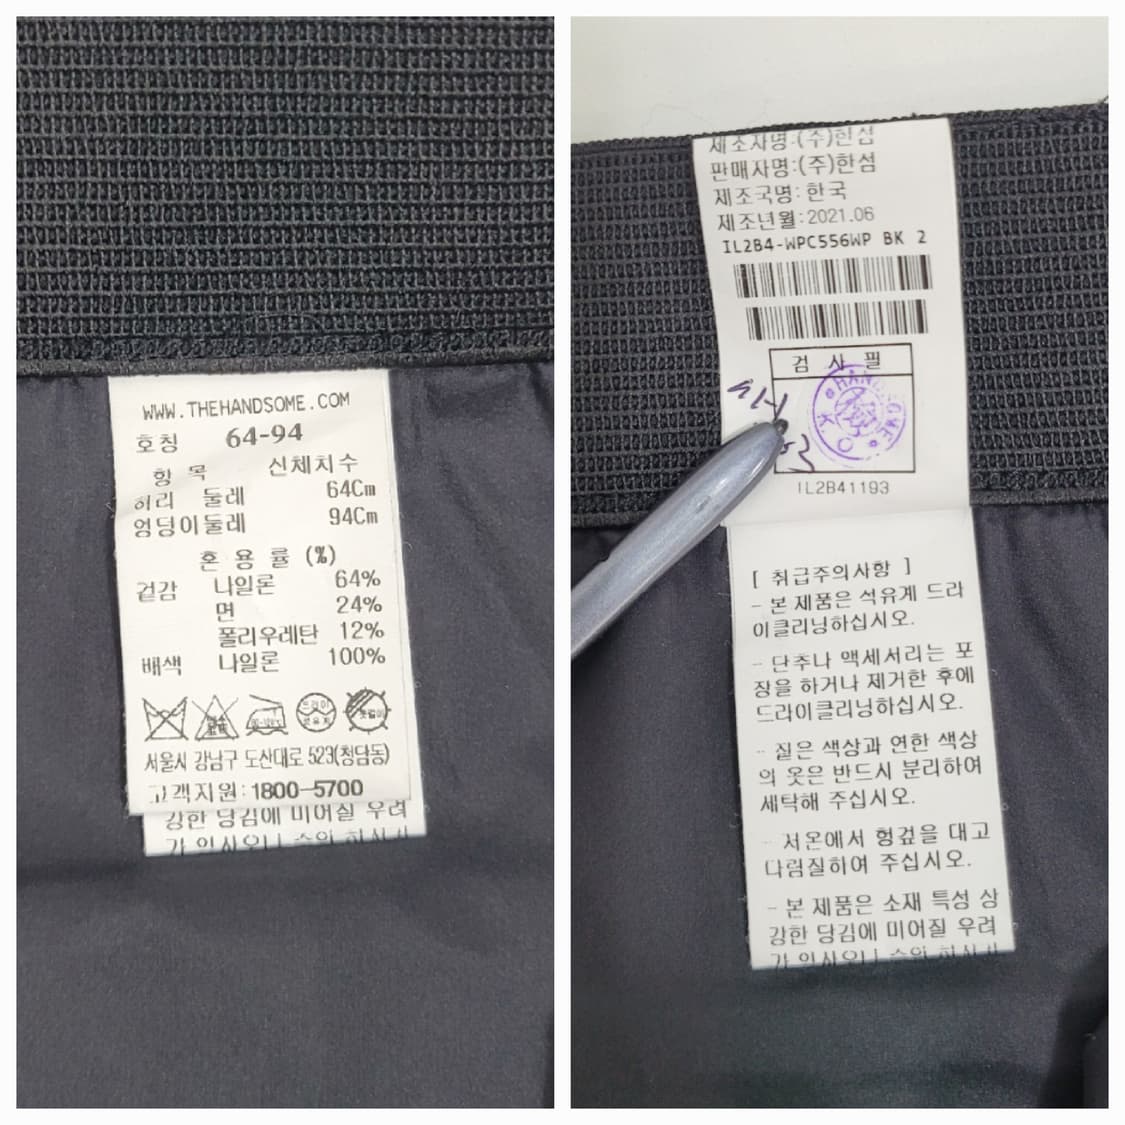 WWW.THEHANDSOME.COM
호칭 64-94
항 목 신체치수
허리 둘레 64Cm
엉덩이둘레 94Cm
혼 용 률 (%)
겉감 나일론 64%
면 24%
폴리우레탄 12%
배색 나일론 100%
서울시 강남구 도산대로 523(청담동)
고객지원: 1800-5700
강한 당김에 미어질 우려
제조자명:(주)한섬
판매자명:(주)한섬
제조국명: 한국
제조년월:2021.06
IL2B4-WPC556WP BK 2
검 사 필
HANDSOME
OK
IL2B41193
[ 취급주의사항 ]
- 본 제품은 석유계 드라
이클리닝하십시오.
- 단추나 액세서리는 포
장을 하거나 제거한 후에
드라이클리닝하십시오.
- 짙은 색상과 연한 색상
의 옷은 반드시 분리하여
세탁해 주십시오.
- 저온에서 헝겊을 대고
다림질하여 주십시오.
- 본 제품은 소재 특성 상
강한 당김에 미어질 우려